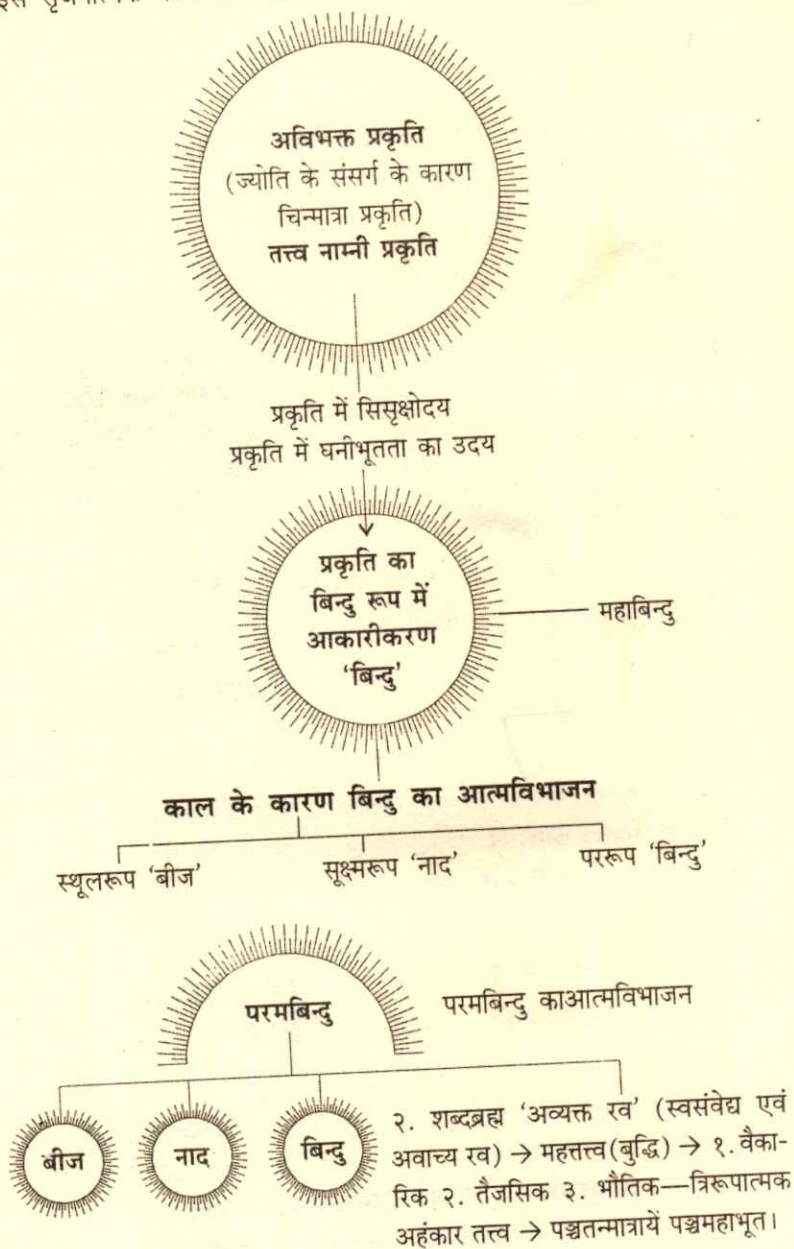 अविभक्त प्रकृति
(ज्योति के संसर्ग के कारण
चिन्मात्रा प्रकृति)
तत्त्व नाम्नी प्रकृति
प्रकृति में सिसृक्षोदय
प्रकृति में घनीभूतता का उदय
प्रकृति का
बिन्दु रूप में
आकारीकरण
‘बिन्दु’
महाबिन्दु
काल के कारण बिन्दु का आत्मविभाजन
स्थूलरूप ‘बीज’ सूक्ष्मरूप ‘नाद’ पररूप ‘बिन्दु’
परमबिन्दु
परमबिन्दु काआत्मविभाजन
बीज नाद बिन्दु
२. शब्दब्रह्म ‘अव्यक्त रव’ (स्वसंवेद्य एवं
अवाच्य रव) → महत्तत्त्व(बुद्धि) → १. वैका-
रिक २. तैजसिक ३. भौतिक—त्रिरूपात्मक
अहंकार तत्त्व → पञ्चतन्मात्रायें पञ्चमहाभूत।